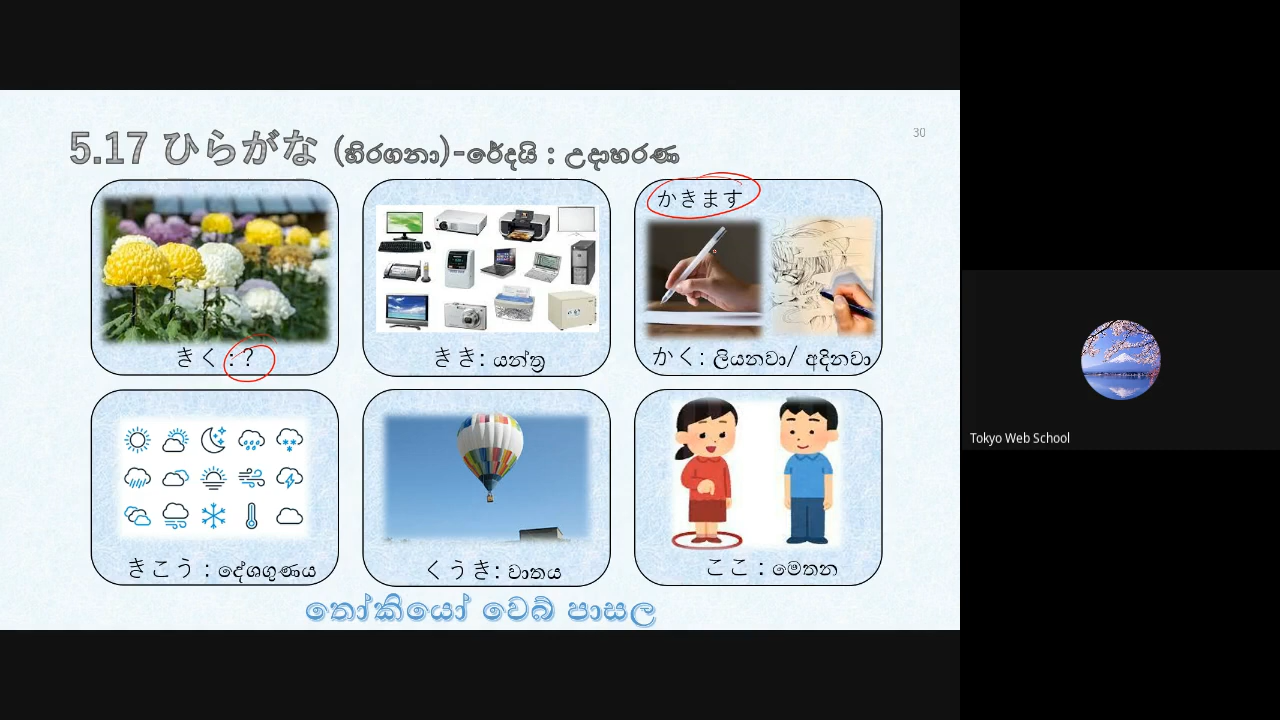 30
5.17 ひらがな (හිරගනා)-රේදයි : උදාහරණ
きく : ?
きき: යන්ත්‍ර
かきます
かく: ලියනවා/ අදිනවා
きこう : දේශගුණය
くうき: වාතය
ここ : මෙතන
තෝකියෝ වෙබ් පාසල
Tokyo Web School